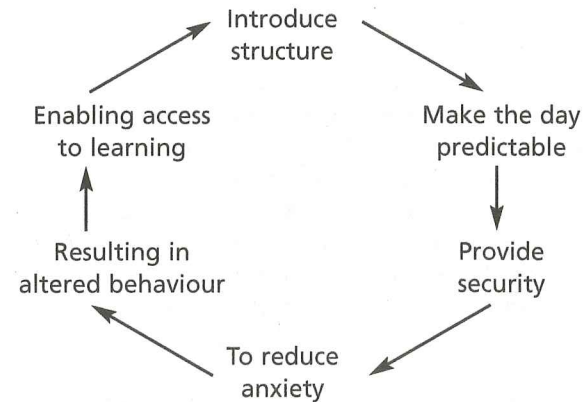 Introduce
structure
Make the day
predictable
Provide
security
To reduce
anxiety
Resulting in
altered behaviour
Enabling access
to learning